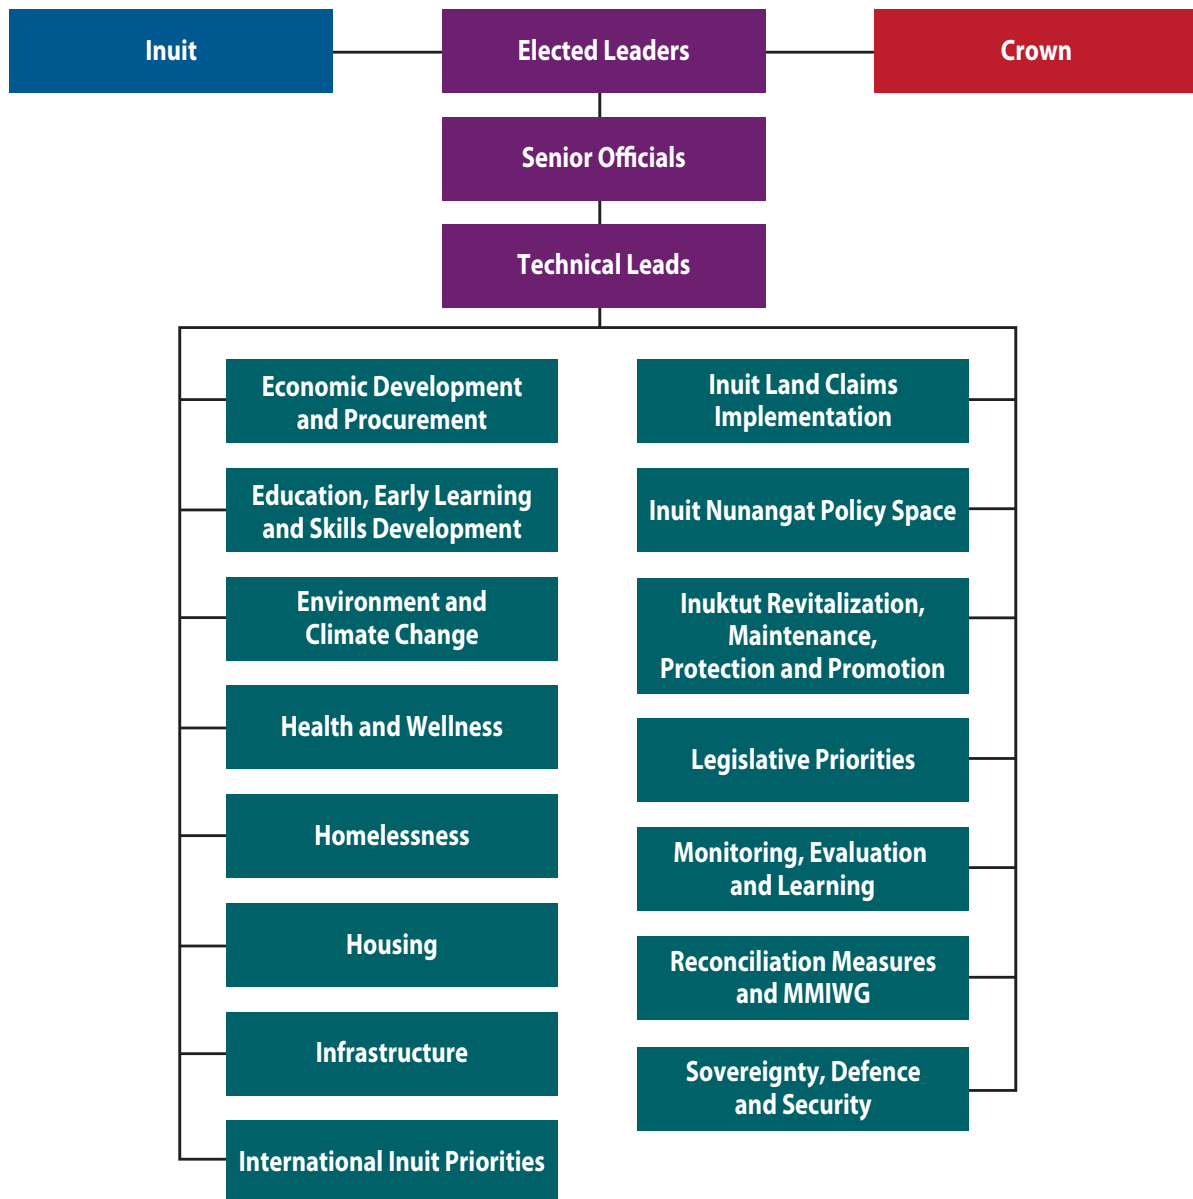 Inuit
Elected Leaders
Crown
Senior Officials
Technical Leads
Economic Development
and Procurement
Education, Early Learning
and Skills Development
Environment and
Climate Change
Health and Wellness
Homelessness
Housing
Infrastructure
International Inuit Priorities
Inuit Land Claims
Implementation
Inuit Nunangat Policy Space
Inuktut Revitalization,
Maintenance,
Protection and Promotion
Legislative Priorities
Monitoring, Evaluation
and Learning
Reconciliation Measures
and MMIWG
Sovereignty, Defence
and Security